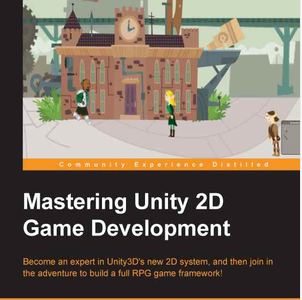 Community Experience Distilled
Mastering Unity 2D
Game Development
Become an expert in Unity3D's new 2D system, and then join in
the adventure to build a full RPG game framework!